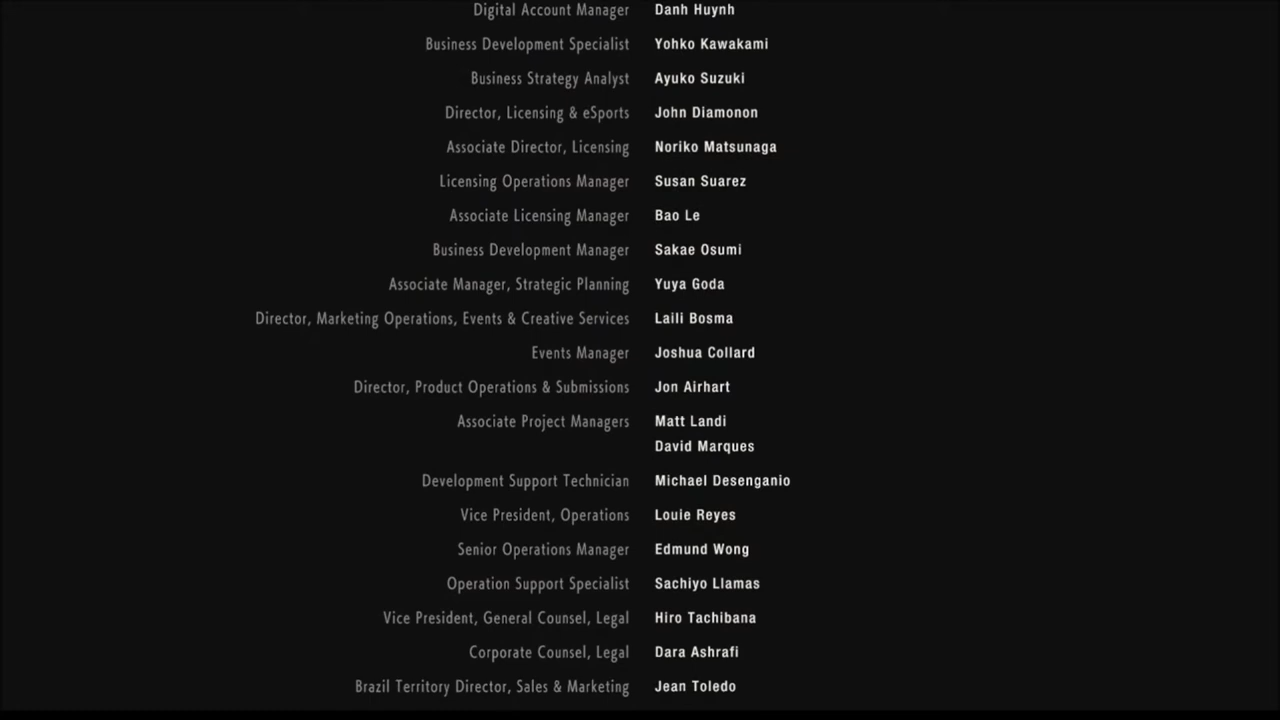 Digital Account Manager Danh Huynh
Business Development Specialist Yohko Kawakami
Business Strategy Analyst Ayuko Suzuki
Director, Licensing & eSports John Diamonon
Associate Director, Licensing Noriko Matsunaga
Licensing Operations Manager Susan Suarez
Associate Licensing Manager Bao Le
Business Development Manager Sakae Osumi
Associate Manager, Strategic Planning Yuya Goda
Director, Marketing Operations, Events & Creative Services Laili Bosma
Events Manager Joshua Collard
Director, Product Operations & Submissions Jon Airhart
Associate Project Managers Matt Landi
David Marques
Development Support Technician Michael Desenganio
Vice President, Operations Louie Reyes
Senior Operations Manager Edmund Wong
Operation Support Specialist Sachiyo Llamas
Vice President, General Counsel, Legal Hiro Tachibana
Corporate Counsel, Legal Dara Ashrafi
Brazil Territory Director, Sales & Marketing Jean Toledo